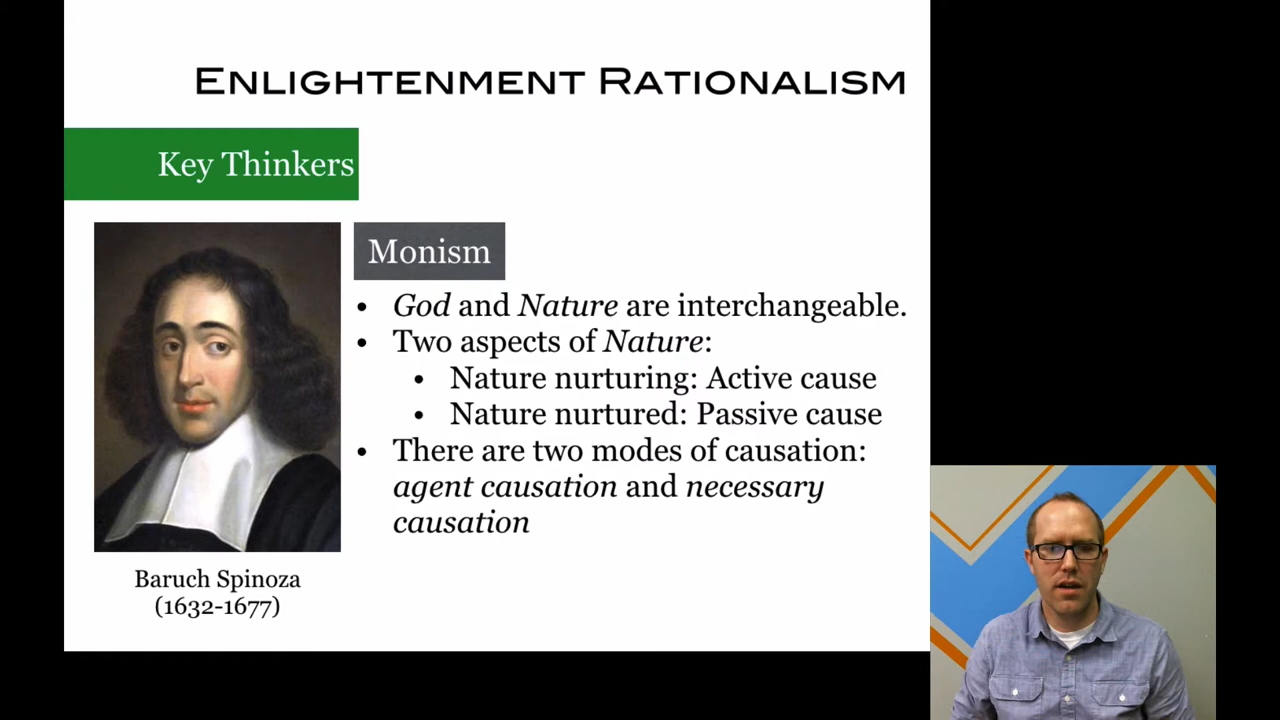 ENLIGHTENMENT RATIONALISM
Key Thinkers
Monism
• God and Nature are interchangeable.
• Two aspects of Nature:
• Nature nurturing: Active cause
• Nature nurtured: Passive cause
• There are two modes of causation:
agent causation and necessary
causation
Baruch Spinoza
(1632-1677)